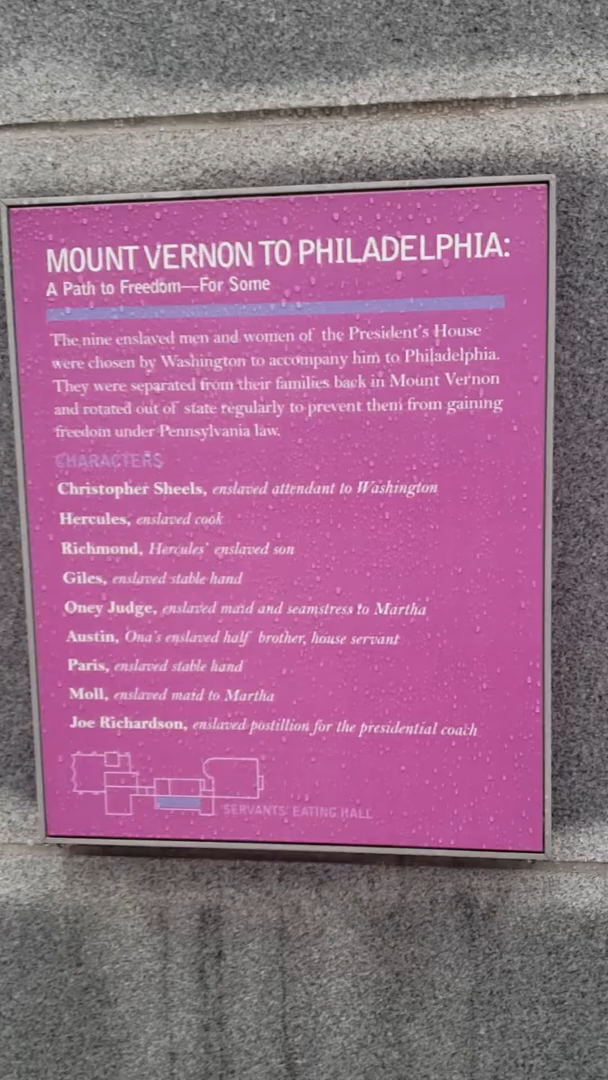 MOUNT VERNON TO PHILADELPHIA:
A Path to Freedom—For Some
The nine enslaved men and women of the President's House
were chosen by Washington to accompany him to Philadelphia.
They were separated from their families back in Mount Vernon
and rotated out of state regularly to prevent them from gaining
freedom under Pennsylvania law.
CHARACTERS
Christopher Sheels, enslaved attendant to Washington
Hercules, enslaved cook
Richmond, Hercules' enslaved son
Giles, enslaved stable hand
Oney Judge, enslaved maid and seamstress to Martha
Austin, Ona's enslaved half brother, house servant
Paris, enslaved stable hand
Moll, enslaved maid to Martha
Joe Richardson, enslaved postillion for the presidential coach
SERVANTS' EATING HALL